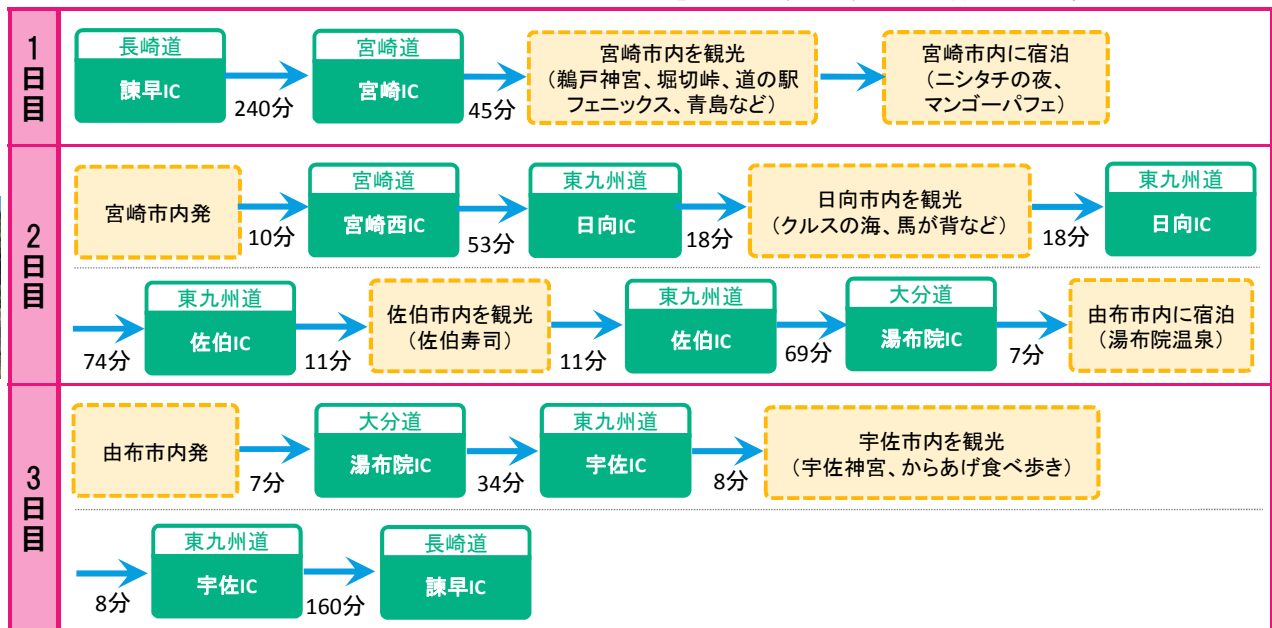 1日目
長崎道
諫早IC
240分
宮崎道
宮崎IC
45分
宮崎市内を観光
(鵜戸神宮、堀切峠、道の駅
フェニックス、青島など)
宮崎市内に宿泊
(ニシタチの夜、
マンゴーパフェ)
2日目
宮崎市内発
10分
宮崎道
宮崎西IC
53分
東九州道
日向IC
18分
日向市内を観光
(クルスの海、馬が背など)
18分
東九州道
日向IC
74分
東九州道
佐伯IC
11分
佐伯市内を観光
(佐伯寿司)
11分
東九州道
佐伯IC
69分
大分道
湯布院IC
7分
由布市内に宿泊
(湯布院温泉)
3日目
由布市内発
7分
大分道
湯布院IC
34分
東九州道
宇佐IC
8分
宇佐市内を観光
(宇佐神宮、からあげ食べ歩き)
8分
東九州道
宇佐IC
160分
長崎道
諫早IC